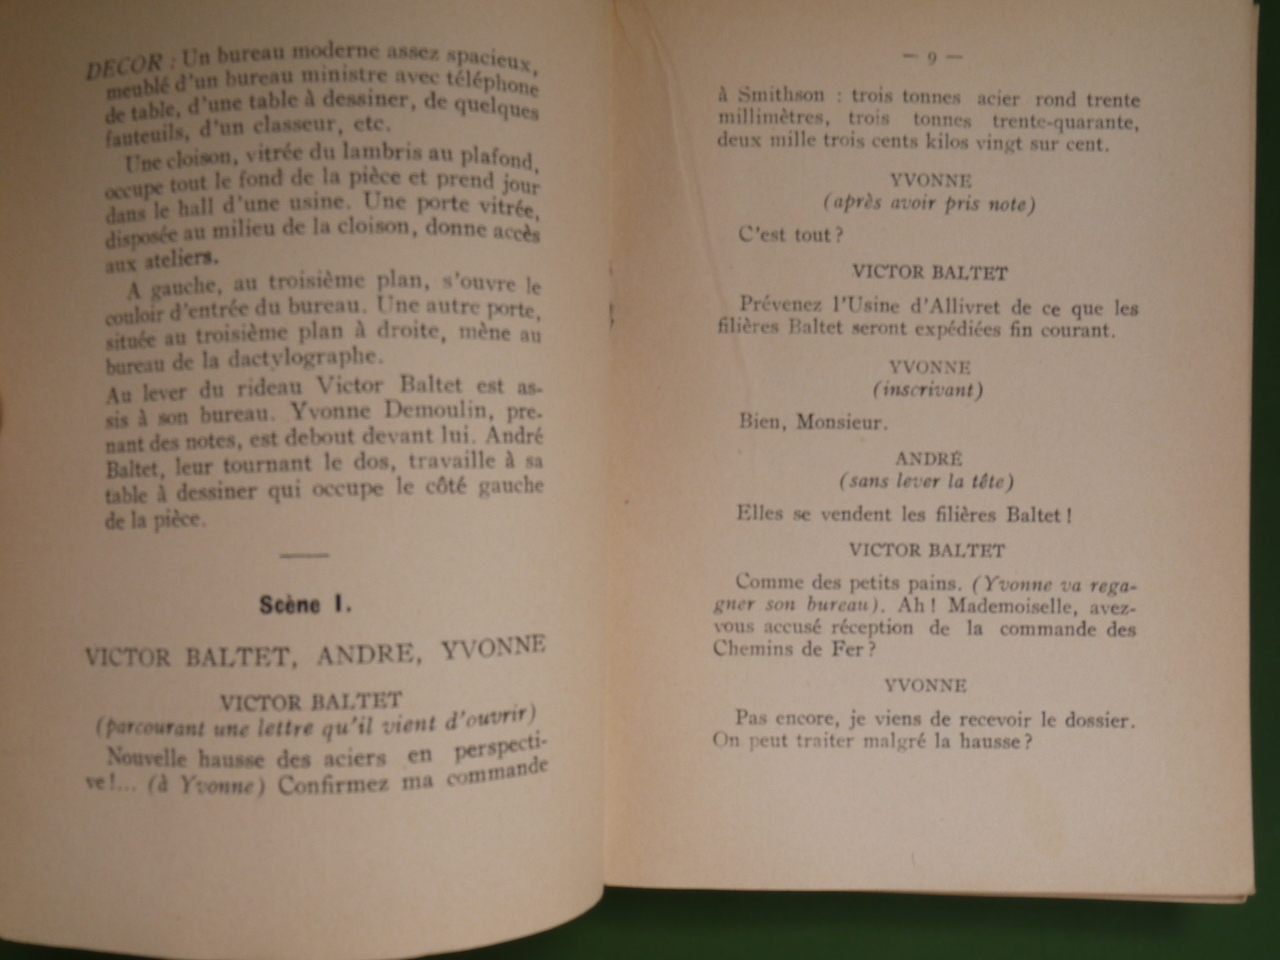 DECOR : Un bureau moderne assez spacieux,
meublé d'un bureau ministre avec téléphone
de table, d'une table à dessiner, de quelques
fauteuils, d'un classeur, etc.
Une cloison, vitrée du lambris au plafond,
occupe tout le fond de la pièce et prend jour
dans le hall d'une usine. Une porte vitrée,
disposée au milieu de la cloison, donne accès
aux ateliers.
A gauche, au troisième plan, s'ouvre le
couloir d'entrée du bureau. Une autre porte,
située au troisième plan à droite, mène au
bureau de la dactylographe.
Au lever du rideau Victor Baltet est as-
sis à son bureau. Yvonne Demoulin, pre-
nant des notes, est debout devant lui. André
Baltet, leur tournant le dos, travaille à sa
table à dessiner qui occupe le côté gauche
de la pièce.
Scène I.
VICTOR BALTET, ANDRE, YVONNE
VICTOR BALTET
(parcourant une lettre qu'il vient d'ouvrir)
Nouvelle hausse des aciers en perspecti-
ve!... (à Yvonne) Confirmez ma commande
— 9 —
à Smithson : trois tonnes acier rond trente
millimètres, trois tonnes trente-quarante,
deux mille trois cents kilos vingt sur cent.
YVONNE
(après avoir pris note)
C'est tout ?
VICTOR BALTET
Prévenez l'Usine d'Allivret de ce que les
filières Baltet seront expédiées fin courant.
YVONNE
(inscrivant)
Bien, Monsieur.
ANDRÉ
(sans lever la tête)
Elles se vendent les filières Baltet !
VICTOR BALTET
Comme des petits pains. (Yvonne va rega-
gner son bureau). Ah ! Mademoiselle, avez-
vous accusé réception de la commande des
Chemins de Fer ?
YVONNE
Pas encore, je viens de recevoir le dossier.
On peut traiter malgré la hausse ?